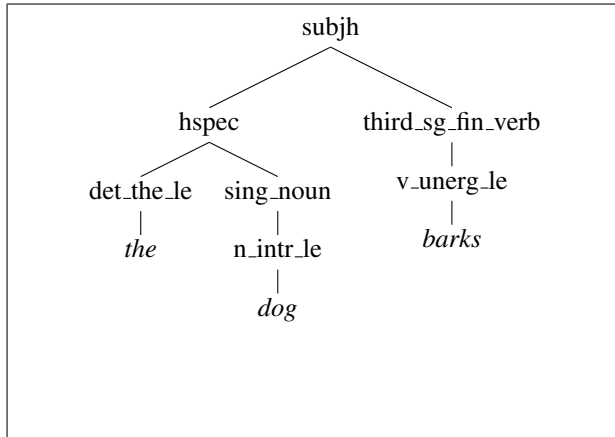 subjh
hspec third_sg_fin_verb
det_the_le sing_noun v_unerg_le
the n_intr_le barks
dog